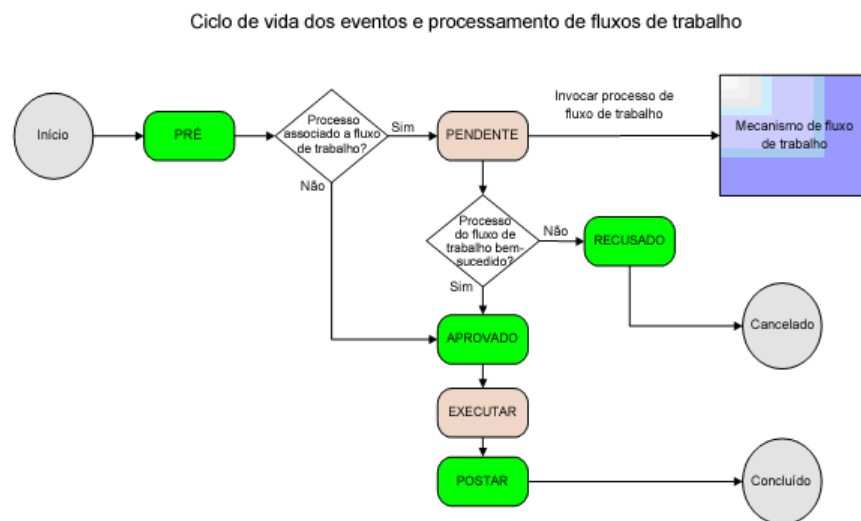 Ciclo de vida dos eventos e processamento de fluxos de trabalho
Início
PRÉ
Processo
associado a fluxo
de trabalho?
Sim
Não
PENDENTE
Invocar processo de
fluxo de trabalho
Mecanismo de fluxo
de trabalho
Processo
do fluxo de
trabalho bem-
sucedido?
Não
RECUSADO
Sim
Cancelado
APROVADO
EXECUTAR
POSTAR
Concluído